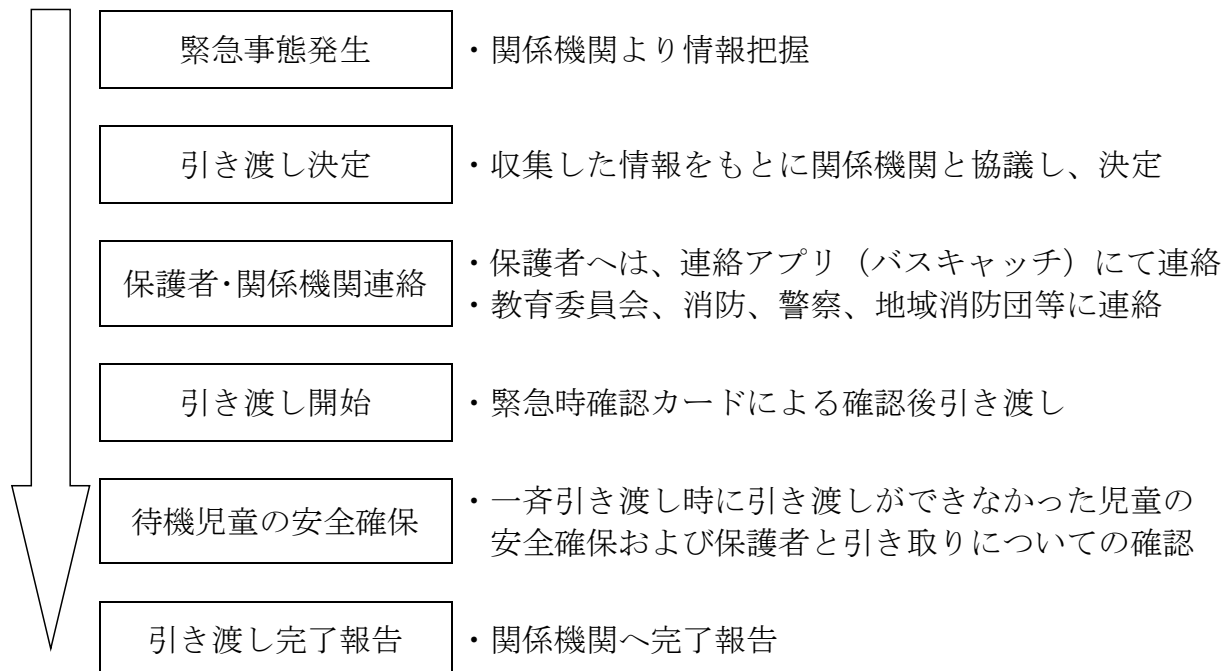 緊急事態発生
・関係機関より情報把握
引き渡し決定
・収集した情報をもとに関係機関と協議し、決定
保護者・関係機関連絡
・保護者へは、連絡アプリ（バスキャッチ）にて連絡
・教育委員会、消防、警察、地域消防団等に連絡
引き渡し開始
・緊急時確認カードによる確認後引き渡し
待機児童の安全確保
・一斉引き渡し時に引き渡しができなかった児童の
安全確保および保護者と引き取りについての確認
引き渡し完了報告
・関係機関へ完了報告